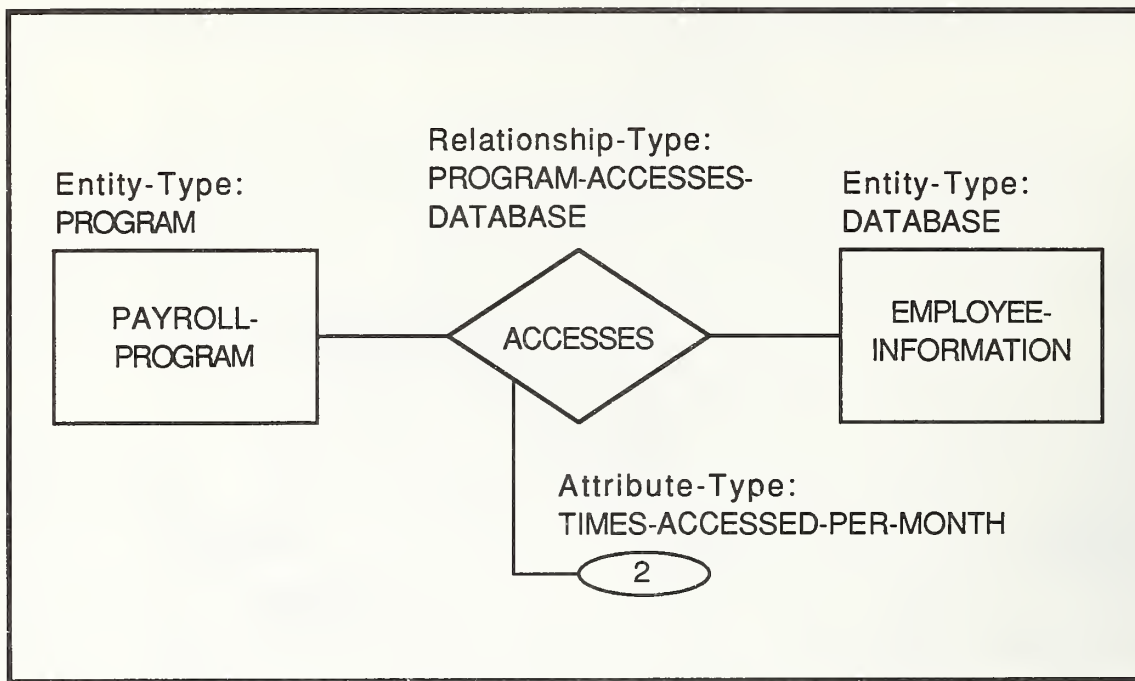 Entity-Type:
PROGRAM
PAYROLL-
PROGRAM
Relationship-Type:
PROGRAM-ACCESSES-
DATABASE
ACCESSES
Entity-Type:
DATABASE
EMPLOYEE-
INFORMATION
Attribute-Type:
TIMES-ACCESSED-PER-MONTH
2